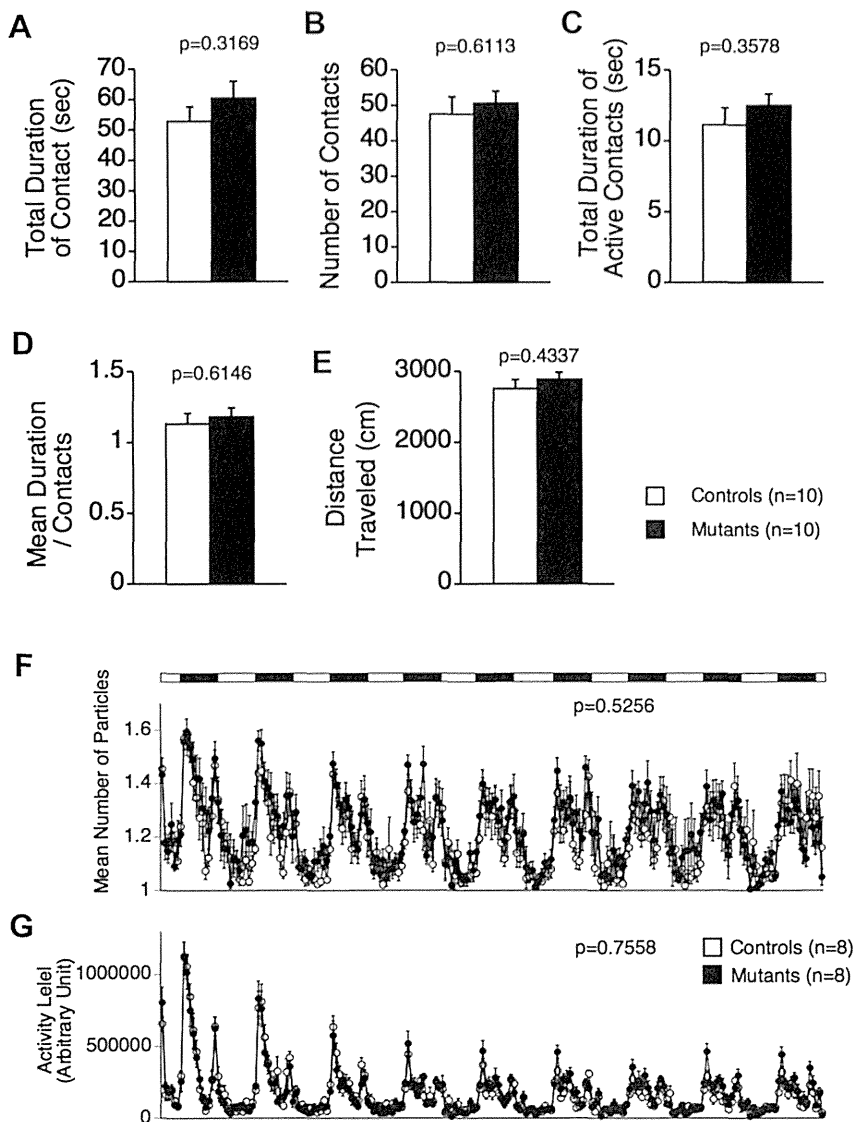 A
B
C
p=0.3169
p=0.6113
p=0.3578
Total Duration
of Contact (sec)
70
60
50
40
30
20
10
0
Number of Contacts
60
50
40
30
20
10
0
Total Duration of
Active Contacts (sec)
15
10
5
0
D
E
p=0.6146
p=0.4337
Mean Duration
/ Contacts
1.5
1
0.5
0
Distance
Traveled (cm)
3000
2000
1000
0
Controls (n=10)
Mutants (n=10)
F
p=0.5256
Mean Number of Particles
1.6
1.4
1.2
1
G
p=0.7558
Controls (n=8)
Mutants (n=8)
Activity Lelel
(Arbitrary Unit)
1000000
500000
0